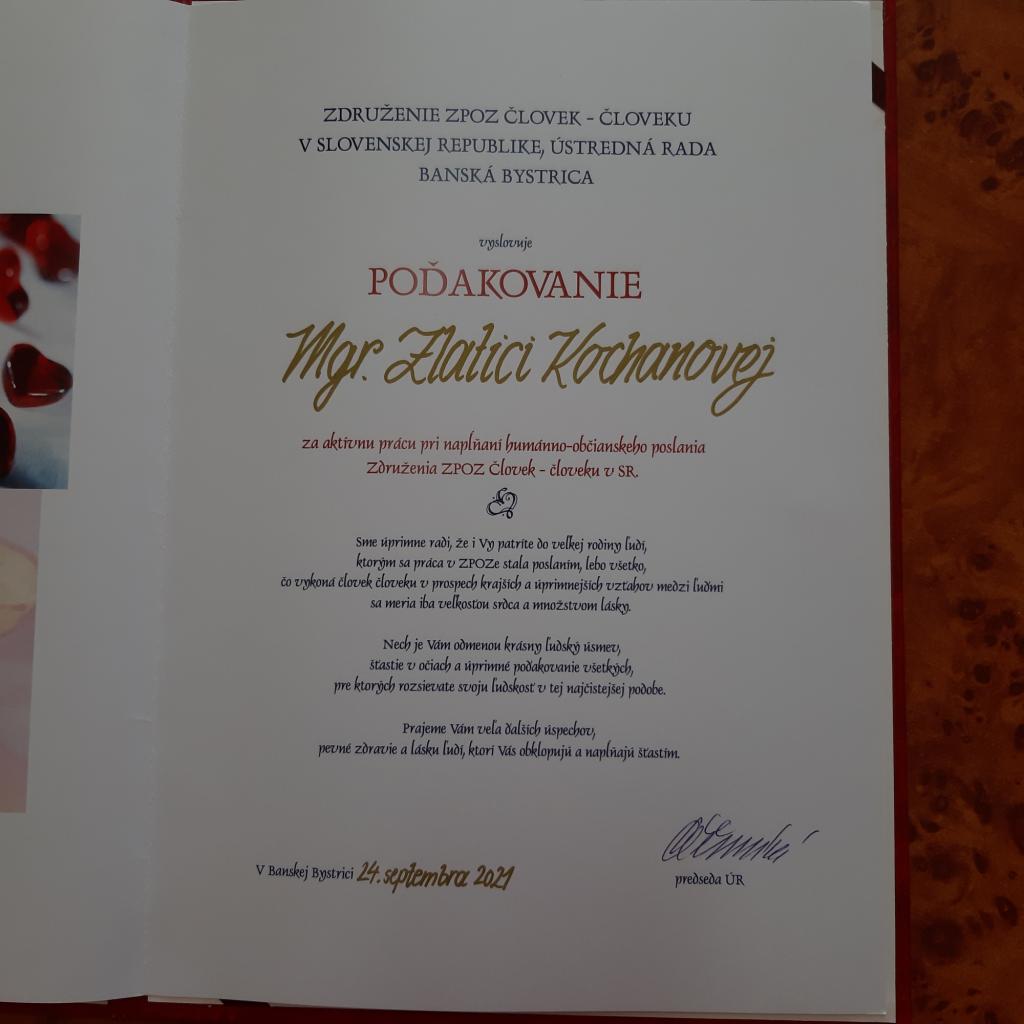 ZDRUŽENIE ZPOZ ČLOVEK - ČLOVEKU
V SLOVENSKEJ REPUBLIKE, ÚSTREDNÁ RADA
BANSKÁ BYSTRICA
vyslovuje
POĎAKOVANIE
Mgr. Zlatici Kochanovej
za aktívnu prácu pri napĺňaní humánno-občianskeho poslania
Združenia ZPOZ Človek - človeku v SR.
Sme úprimne radi, že i Vy patríte do veľkej rodiny ľudí,
ktorým sa práca v ZPOZe stala poslaním, lebo všetko,
čo vykoná človek človeku v prospech krajších a úprimnejších vzťahov medzi ľuďmi
sa meria iba veľkosťou srdca a množstvom lásky.
Nech je Vám odmenou krásny ľudský úsmev,
šťastie v očiach a úprimné poďakovanie všetkých,
pre ktorých rozsievate svoju ľudskosť v tej najčistejšej podobe.
Prajeme Vám veľa ďalších úspechov,
pevné zdravie a lásku ľudí, ktorí Vás obklopujú a napĺňajú šťastím.
V Banskej Bystrici 24. septembra 2021
predseda ÚR